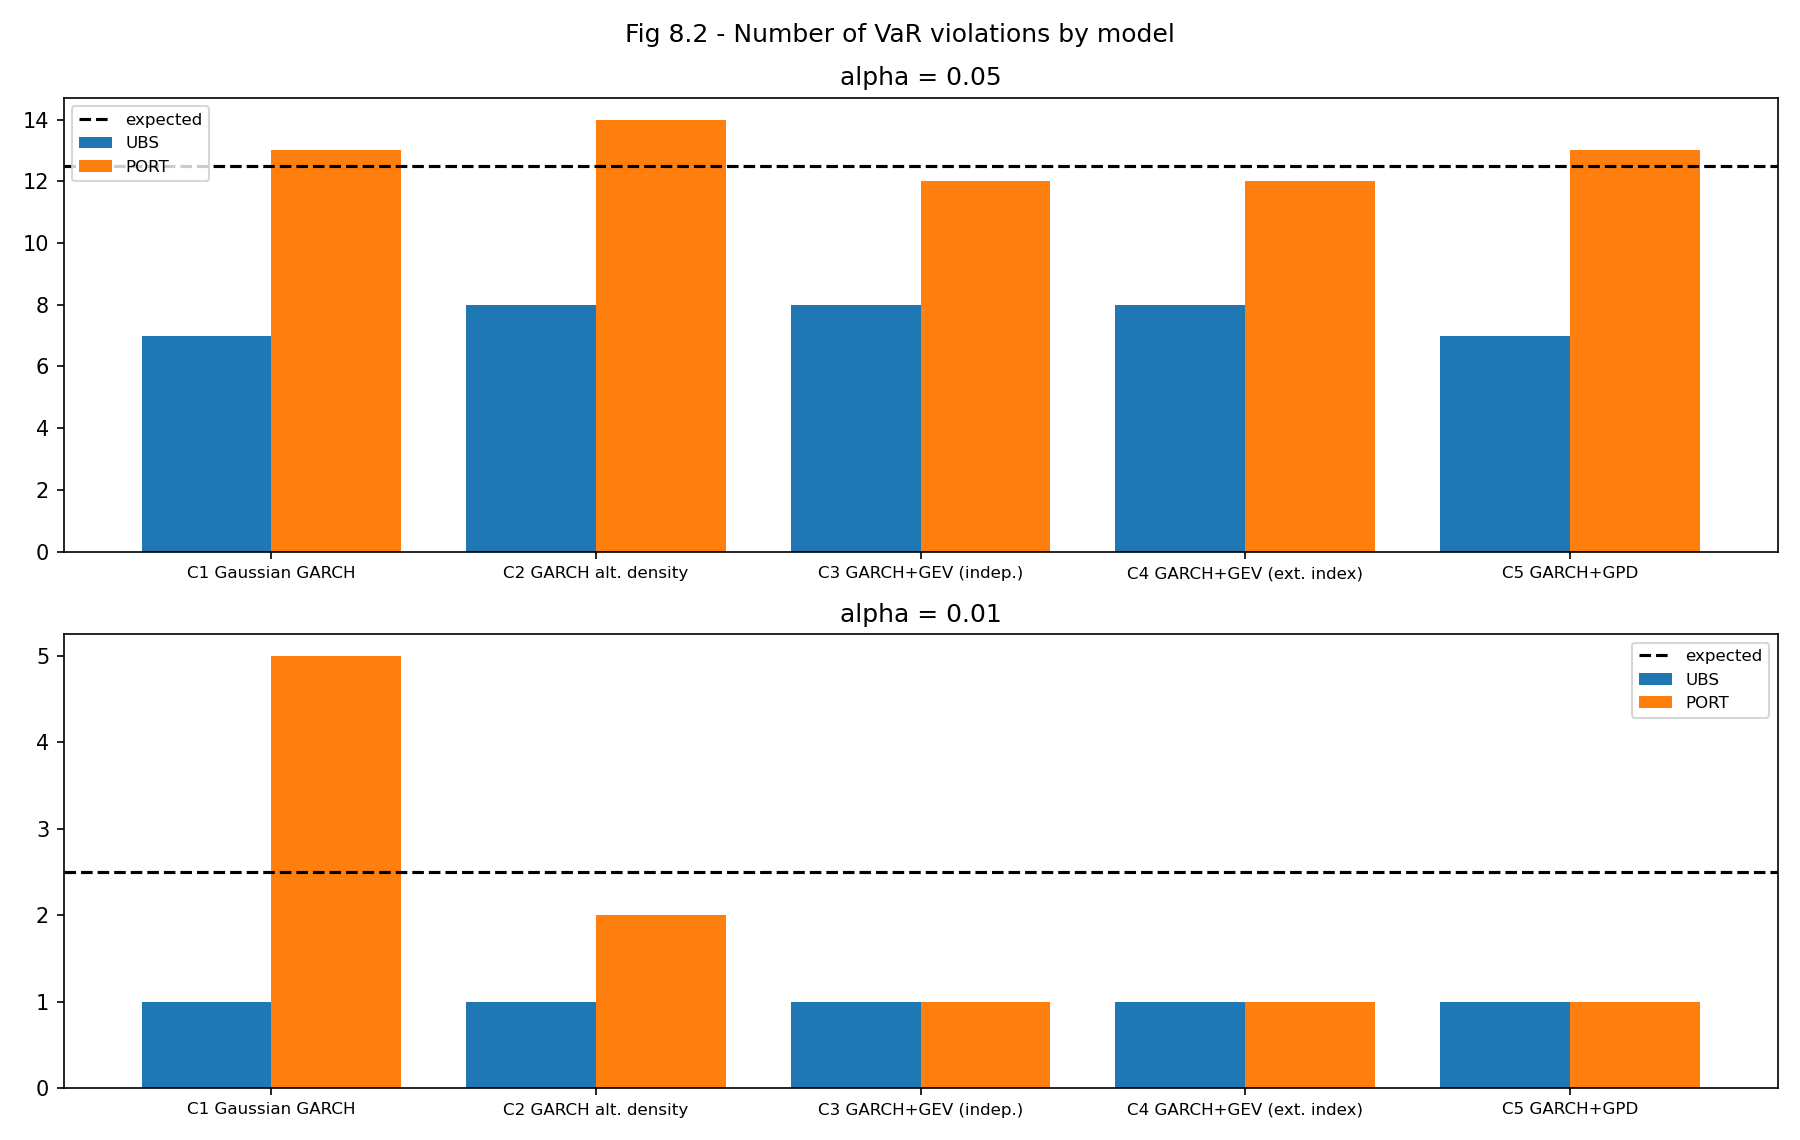 Fig 8.2 - Number of VaR violations by model
alpha = 0.05
expected
UBS
PORT
14
12
10
8
6
4
2
0
C1 Gaussian GARCH
C2 GARCH alt. density
C3 GARCH+GEV (indep.)
C4 GARCH+GEV (ext. index)
C5 GARCH+GPD
alpha = 0.01
expected
UBS
PORT
5
4
3
2
1
0
C1 Gaussian GARCH
C2 GARCH alt. density
C3 GARCH+GEV (indep.)
C4 GARCH+GEV (ext. index)
C5 GARCH+GPD